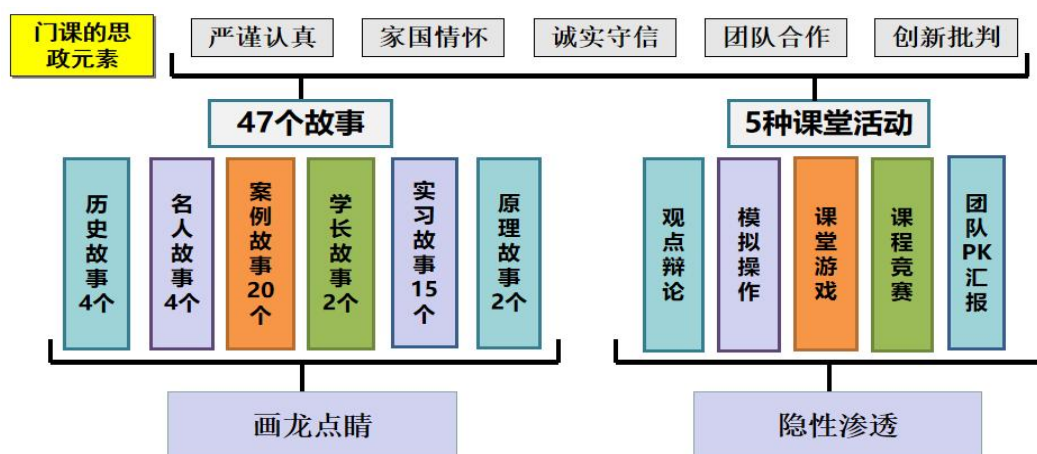 门课的思
政元素
严谨认真
家国情怀
诚实守信
团队合作
创新批判
47个故事
5种课堂活动
历史故事4个
名人故事4个
案例故事20个
学长故事2个
实习故事15个
原理故事2个
观点辩论
模拟操作
课堂游戏
课程竞赛
团队PK汇报
画龙点睛
隐性渗透